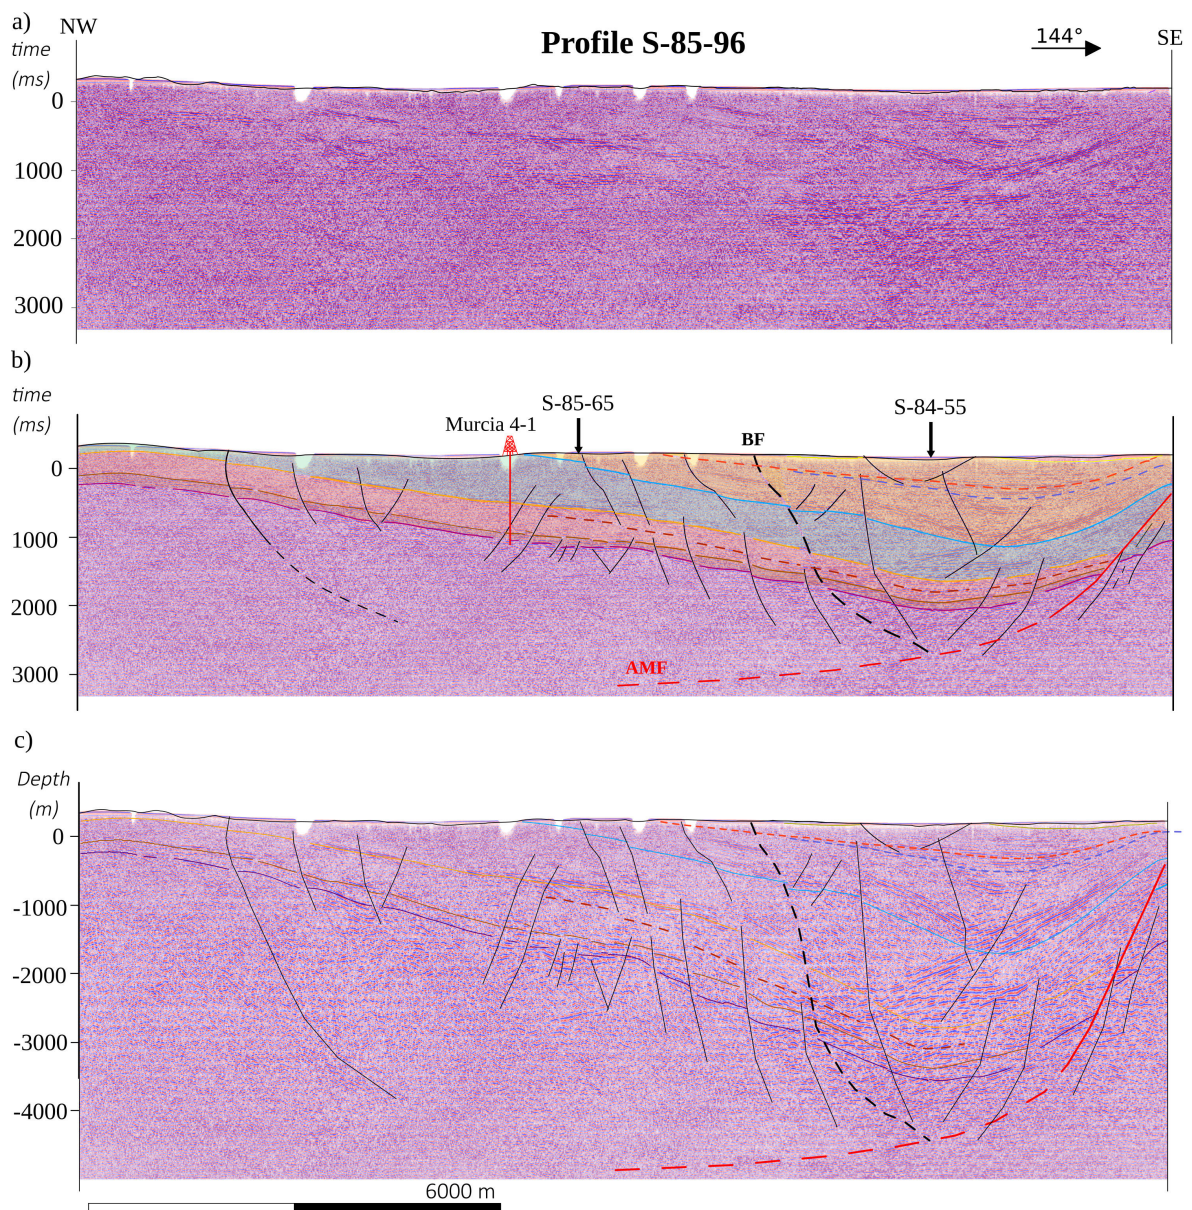 a)
NW
Profile S-85-96
144°
SE
time
(ms)
0
1000
2000
3000
b)
time
(ms)
Murcia 4-1
S-85-65
BF
S-84-55
0
1000
2000
3000
AMF
c)
Depth
(m)
0
-1000
-2000
-3000
-4000
6000 m